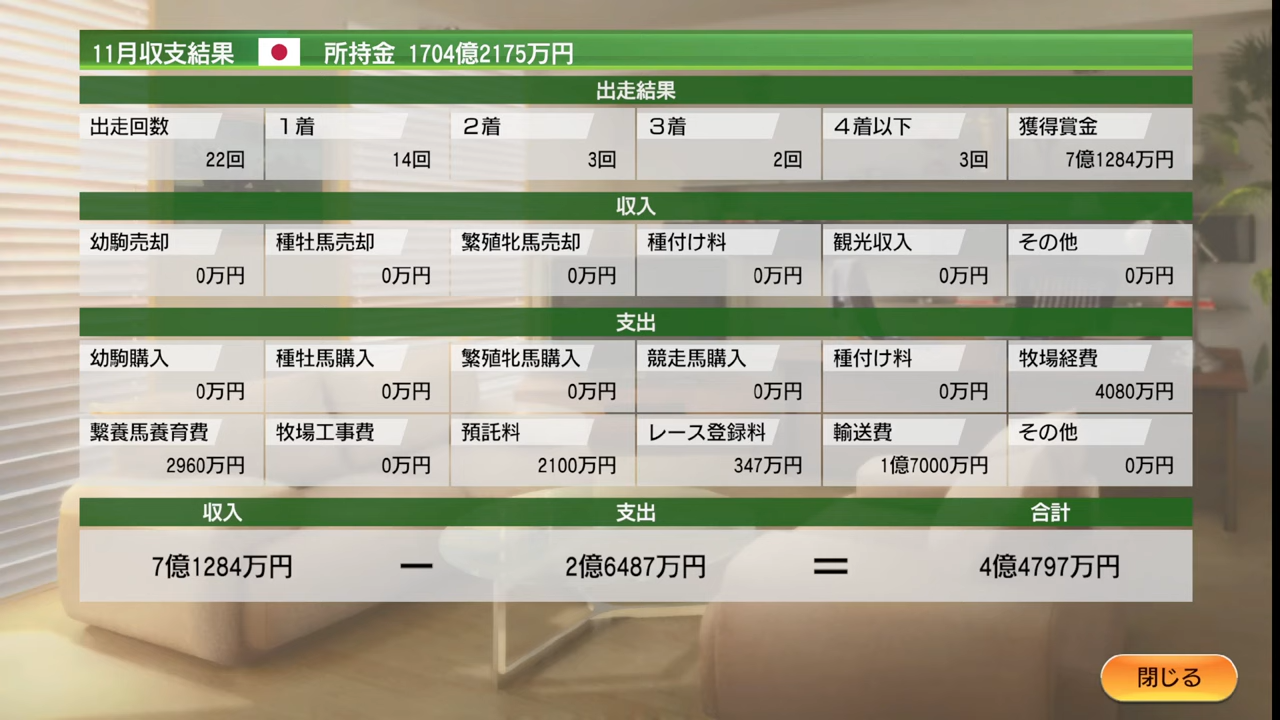 11月収支結果 所持金 1704億2175万円
出走結果
出走回数 1着 2着 3着 4着以下 獲得賞金
22回 14回 3回 2回 3回 7億1284万円
収入
幼駒売却 種牡馬売却 繁殖牝馬売却 種付け料 観光収入 その他
0万円 0万円 0万円 0万円 0万円 0万円
支出
幼駒購入 種牡馬購入 繁殖牝馬購入 競走馬購入 種付け料 牧場経費
0万円 0万円 0万円 0万円 0万円 4080万円
繋養馬養育費 牧場工事費 預託料 レース登録料 輸送費 その他
2960万円 0万円 2100万円 347万円 1億7000万円 0万円
収入 支出 合計
7億1284万円 － 2億6487万円 ＝ 4億4797万円
閉じる